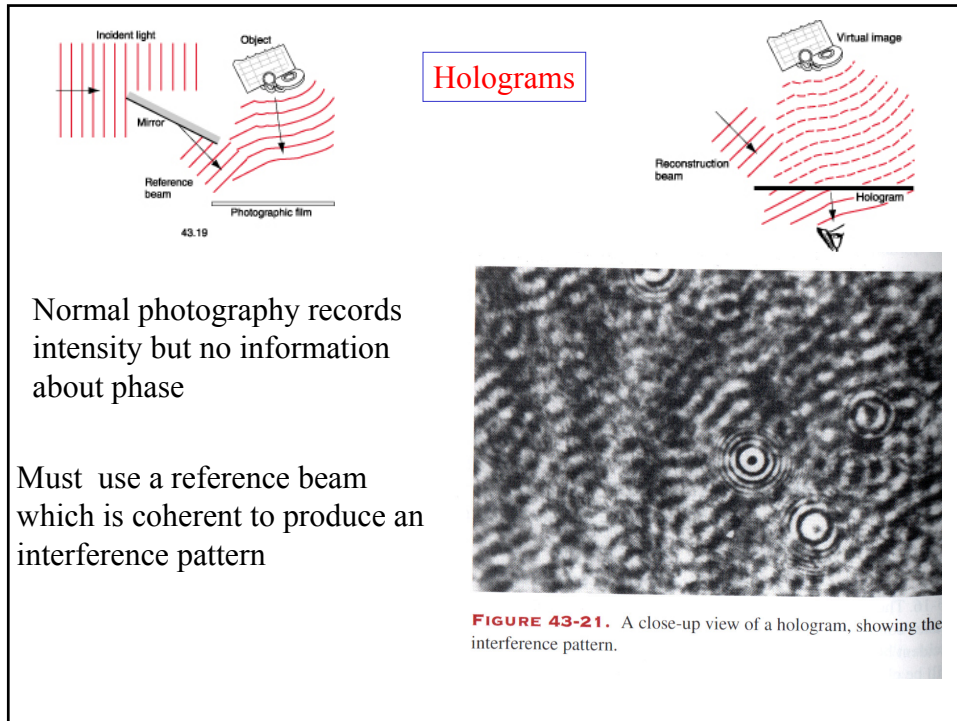 Incident light
Object
Mirror
Reference
beam
Photographic film
43.19
Holograms
Virtual image
Reconstruction
beam
Hologram
Normal photography records
intensity but no information
about phase
Must use a reference beam
which is coherent to produce an
interference pattern
FIGURE 43-21. A close-up view of a hologram, showing the
interference pattern.